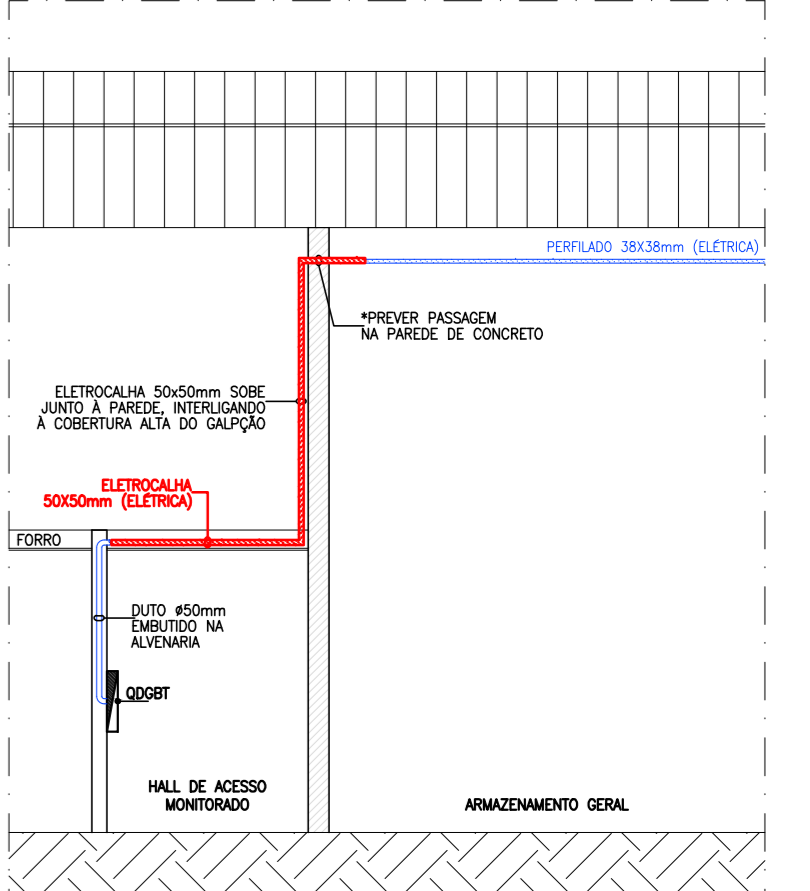 PERFILADO 38X38mm (ELÉTRICA)
*PREVER PASSAGEM
NA PAREDE DE CONCRETO
ELETROCALHA 50x50mm SOBE
JUNTO À PAREDE, INTERLIGANDO
À COBERTURA ALTA DO GALPÇÃO
ELETROCALHA
50X50mm (ELÉTRICA)
FORRO
DUTO ø50mm
EMBUTIDO NA
ALVENARIA
QDGBT
HALL DE ACESSO
MONITORADO
ARMAZENAMENTO GERAL